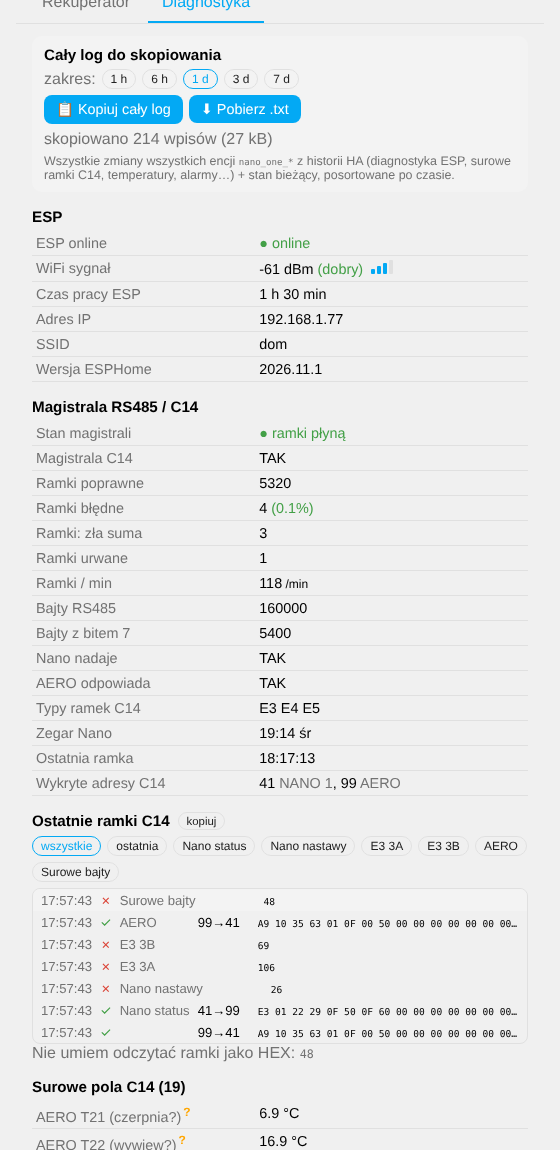 Rekuperator Diagnostyka
Cały log do skopiowania
zakres: 1 h 6 h 1 d 3 d 7 d
📋 Kopiuj cały log ⬇ Pobierz .txt
skopiowano 214 wpisów (27 kB)
Wszystkie zmiany wszystkich encji nano_one_* z historii HA (diagnostyka ESP, surowe
ramki C14, temperatury, alarmy…) + stan bieżący, posortowane po czasie.
ESP
ESP online ● online
WiFi sygnał -61 dBm (dobry)
Czas pracy ESP 1 h 30 min
Adres IP 192.168.1.77
SSID dom
Wersja ESPHome 2026.11.1
Magistrala RS485 / C14
Stan magistrali ● ramki płyną
Magistrala C14 TAK
Ramki poprawne 5320
Ramki błędne 4 (0.1%)
Ramki: zła suma 3
Ramki urwane 1
Ramki / min 118 /min
Bajty RS485 160000
Bajty z bitem 7 5400
Nano nadaje TAK
AERO odpowiada TAK
Typy ramek C14 E3 E4 E5
Zegar Nano 19:14 śr
Ostatnia ramka 18:17:13
Wykryte adresy C14 41 NANO 1, 99 AERO
Ostatnie ramki C14 kopiuj
wszystkie ostatnia Nano status Nano nastawy E3 3A E3 3B AERO
Surowe bajty
17:57:43 ✕ Surowe bajty 48
17:57:43 ✓ AERO 99→41 A9 10 35 63 01 0F 00 50 00 00 00 00 00 00 00…
17:57:43 ✕ E3 3B 69
17:57:43 ✕ E3 3A 106
17:57:43 ✕ Nano nastawy 26
17:57:43 ✓ Nano status 41→99 E3 01 22 29 0F 50 0F 60 00 00 00 00 00 00 00…
17:57:43 ✓ 99→41 A9 10 35 63 01 0F 00 50 00 00 00 00 00 00 00…
Nie umiem odczytać ramki jako HEX: 48
Surowe pola C14 (19)
AERO T21 (czerpnia?) ? 6.9 °C
AERO T22 (wywiew?) ? 16.9 °C